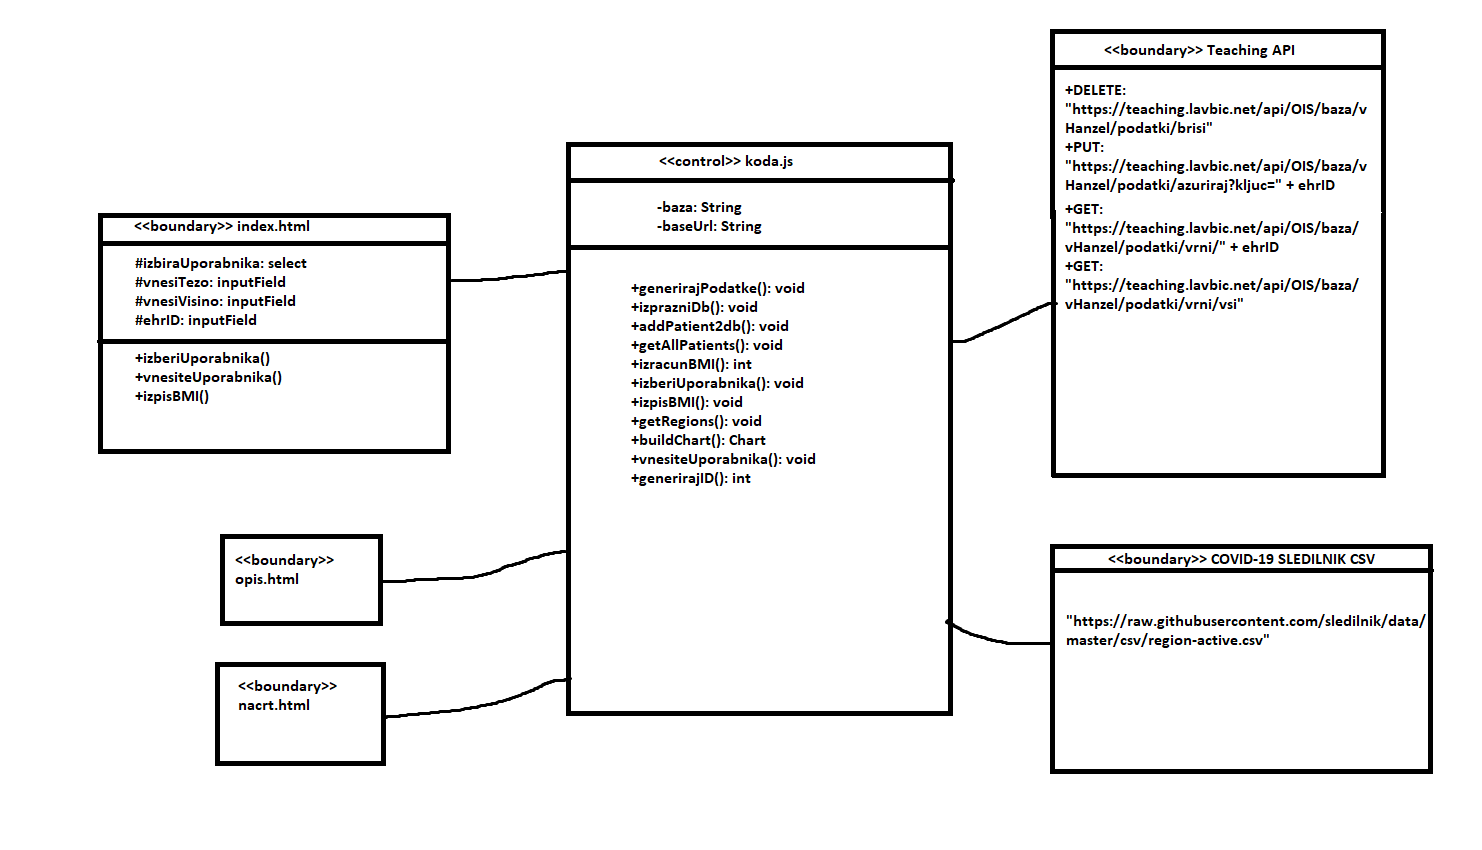 <<boundary>> index.html
#izbiraUporabnika: select
#vnesiTezo: inputField
#vnesiVisino: inputField
#ehrID: inputField
+izberiUporabnika()
+vnesiteUporabnika()
+izpisBMI()
<<boundary>>
opis.html
<<boundary>>
nacrt.html
<<control>> koda.js
-baza: String
-baseUrl: String
+generirajPodatke(): void
+izprazniDb(): void
+addPatient2db(): void
+getAllPatients(): void
+izracunBMI(): int
+izberiUporabnika(): void
+izpisBMI(): void
+getRegions(): void
+buildChart(): Chart
+vnesiteUporabnika(): void
+generirajID(): int
<<boundary>> Teaching API
+DELETE:
"https://teaching.lavbic.net/api/OIS/baza/v
Hanzel/podatki/brisi"
+PUT:
"https://teaching.lavbic.net/api/OIS/baza/v
Hanzel/podatki/azuriraj?kljuc=" + ehrID
+GET:
"https://teaching.lavbic.net/api/OIS/baza/
vHanzel/podatki/vrni/" + ehrID
+GET:
"https://teaching.lavbic.net/api/OIS/baza/
vHanzel/podatki/vrni/vsi"
<<boundary>> COVID-19 SLEDILNIK CSV
"https://raw.githubusercontent.com/sledilnik/data/
master/csv/region-active.csv"